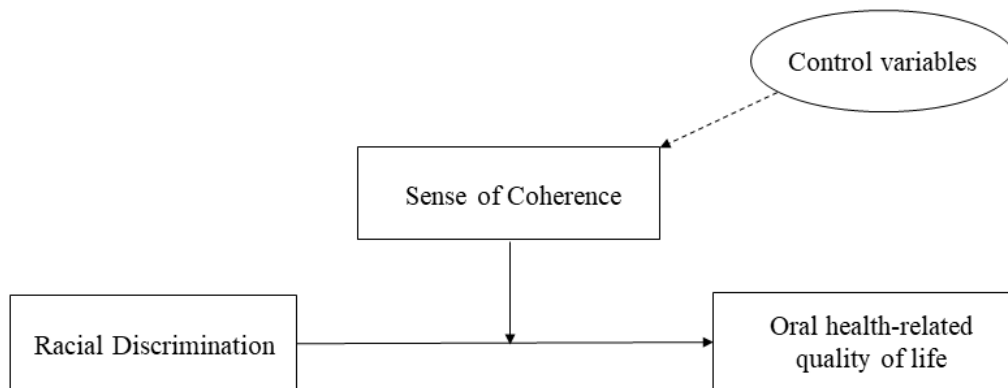 Control variables
Sense of Coherence
Racial Discrimination
Oral health-related
quality of life